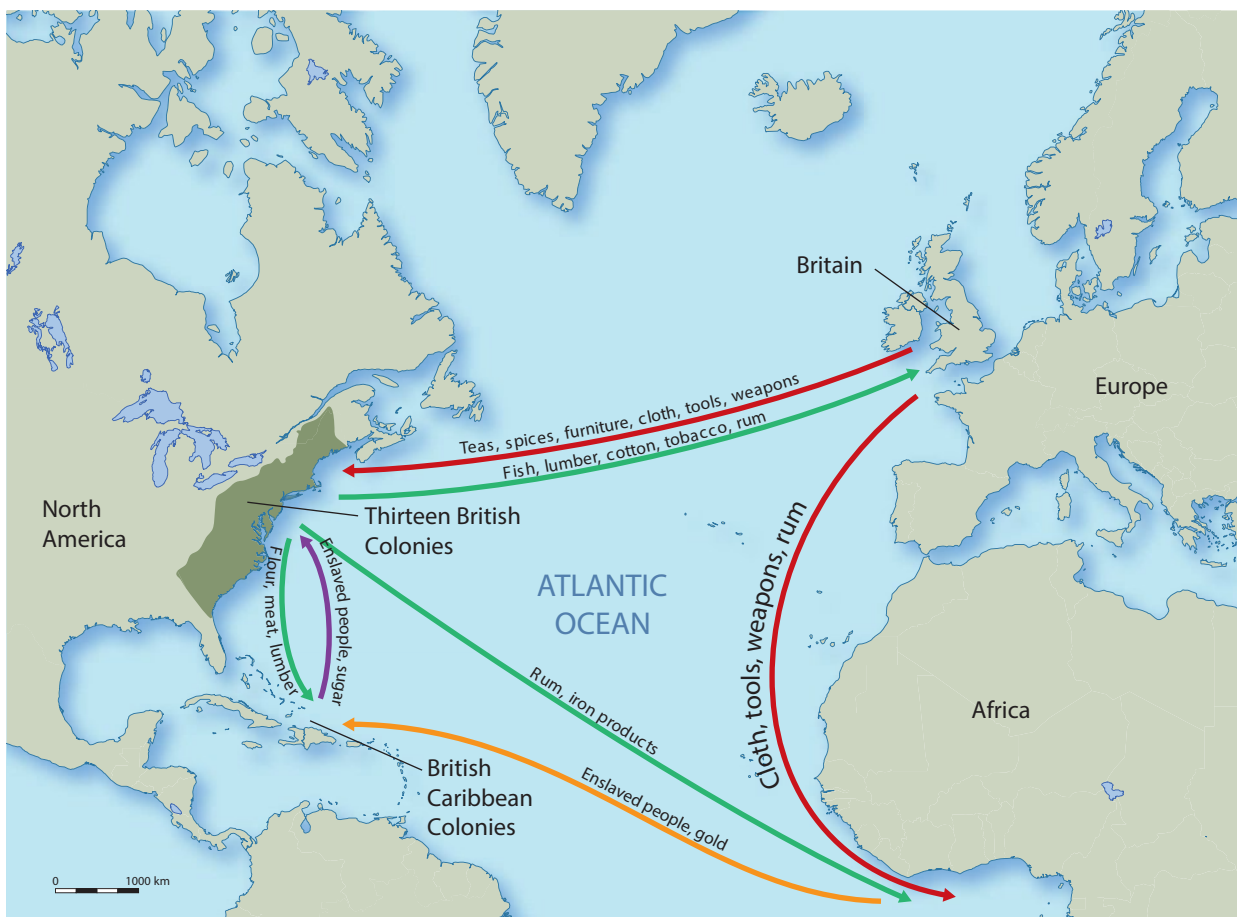 Britain
Europe
Teas, spices, furniture, cloth, tools, weapons
Fish, lumber, cotton, tobacco, rum
North
America
Thirteen British
Colonies
Flour, meat, lumber
Enslaved people, sugar
ATLANTIC
OCEAN
Cloth, tools, weapons, rum
Rum, iron products
Africa
Enslaved people, gold
British
Caribbean
Colonies
0 1000 km